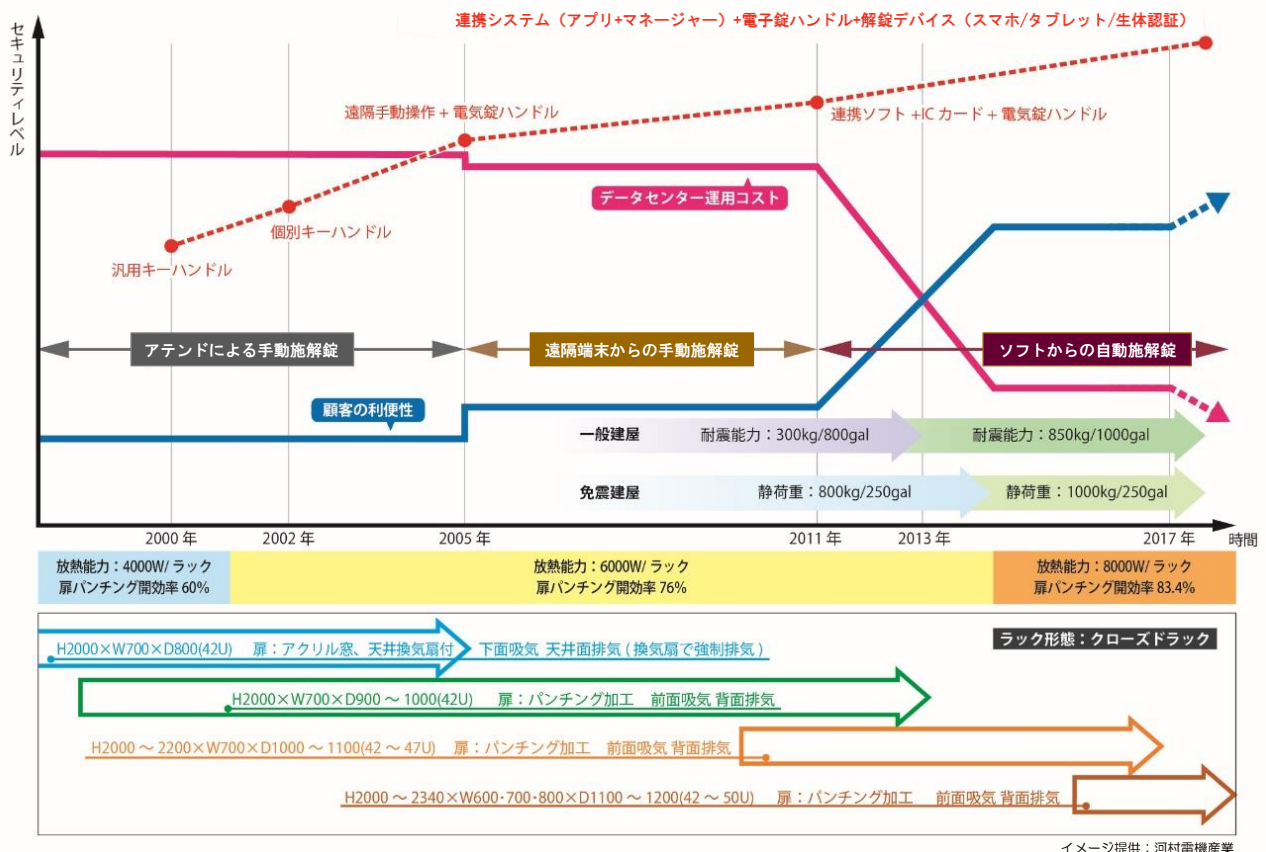 連携システム（アプリ+マネージャー）+電子錠ハンドル+解錠デバイス（スマホ/タブレット/生体認証）
セキュリティレベル
遠隔手動操作 + 電気錠ハンドル
連携ソフト +IC カード + 電気錠ハンドル
データセンター運用コスト
個別キーハンドル
汎用キーハンドル
アテンドによる手動施解錠
遠隔端末からの手動施解錠
ソフトからの自動施解錠
顧客の利便性
一般建屋
耐震能力：300kg/800gal
耐震能力：850kg/1000gal
免震建屋
静荷重：800kg/250gal
静荷重：1000kg/250gal
2000 年
2002 年
2005 年
2011 年
2013 年
2017 年
時間
放熱能力：4000W/ ラック
扉パンチング開効率 60%
放熱能力：6000W/ ラック
扉パンチング開効率 76%
放熱能力：8000W/ ラック
扉パンチング開効率 83.4%
ラック形態：クローズドラック
H2000×W700×D800(42U) 扉：アクリル窓、天井換気扇付 下面吸気 天井面排気 ( 換気扇で強制排気 )
H2000×W700×D900 ～ 1000(42U) 扉：パンチング加工 前面吸気 背面排気
H2000 ～ 2200×W700×D1000 ～ 1100(42 ～ 47U) 扉：パンチング加工 前面吸気 背面排気
H2000 ～ 2340×W600･700･800×D1100 ～ 1200(42 ～ 50U) 扉：パンチング加工 前面吸気 背面排気
イメージ提供：河村電機産業